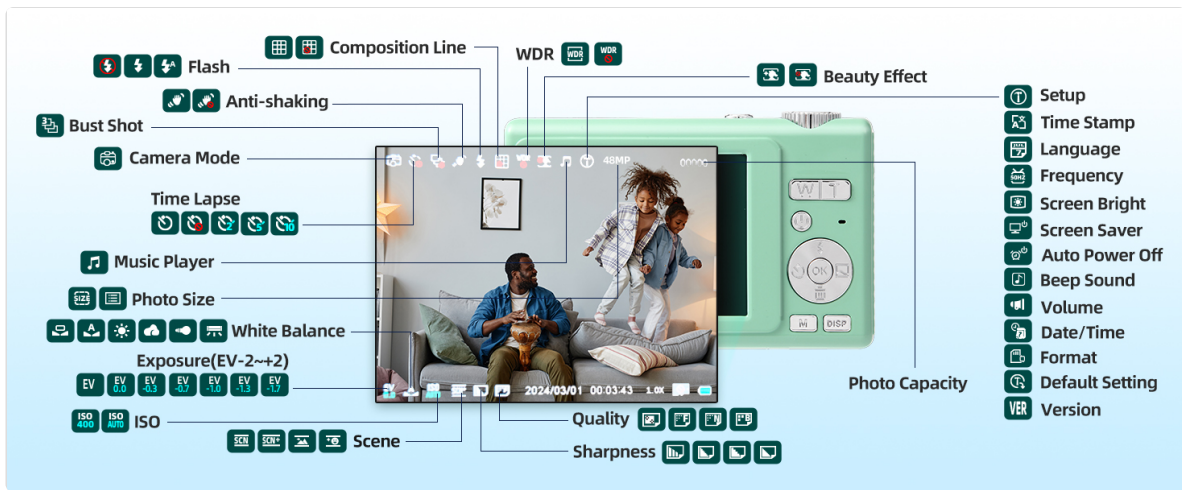 Composition Line
WDR
WDR
WDR
Flash
A
Beauty Effect
Anti-shaking
Setup
3
Bust Shot
Time Stamp
Camera Mode
48MP
Language
50HZ
Frequency
W T
Time Lapse
Screen Bright
2 5 10
Screen Saver
Music Player
Auto Power Off
OK
Beep Sound
SIZE
Photo Size
Volume
A
White Balance
M DISP
Date/Time
Exposure(EV-2~+2)
Format
EV
EV 0.0
EV -0.3
EV -0.7
EV -1.0
EV -1.3
EV -1.7
2024/03/01 00:03:43 1.0X
Photo Capacity
Default Setting
ISO 400
ISO AUTO
ISO
Quality
F N B
VER
Version
SCN SCN+
Scene
Sharpness